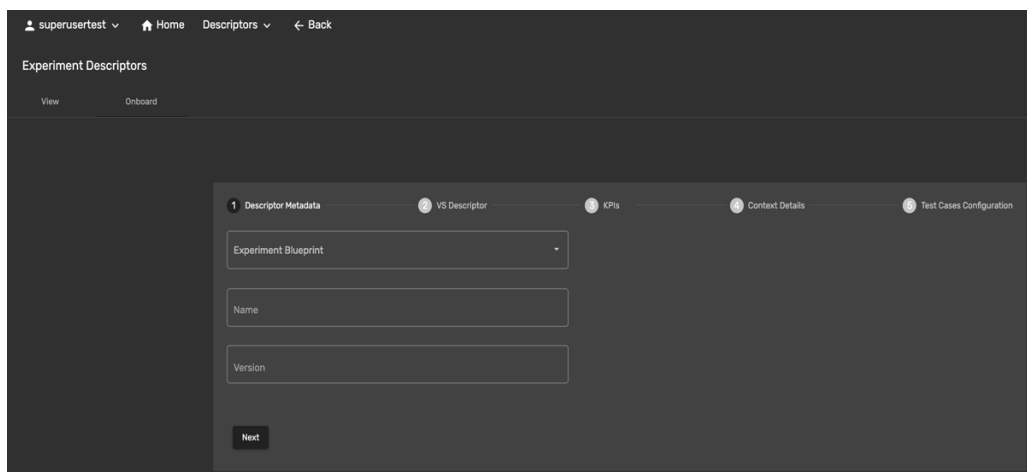 superusertest Home Descriptors Back
Experiment Descriptors
View Onboard
1 Descriptor Metadata 2 VS Descriptor 3 KPIs 4 Context Details 5 Test Cases Configuration
Experiment Blueprint
Name
Version
Next